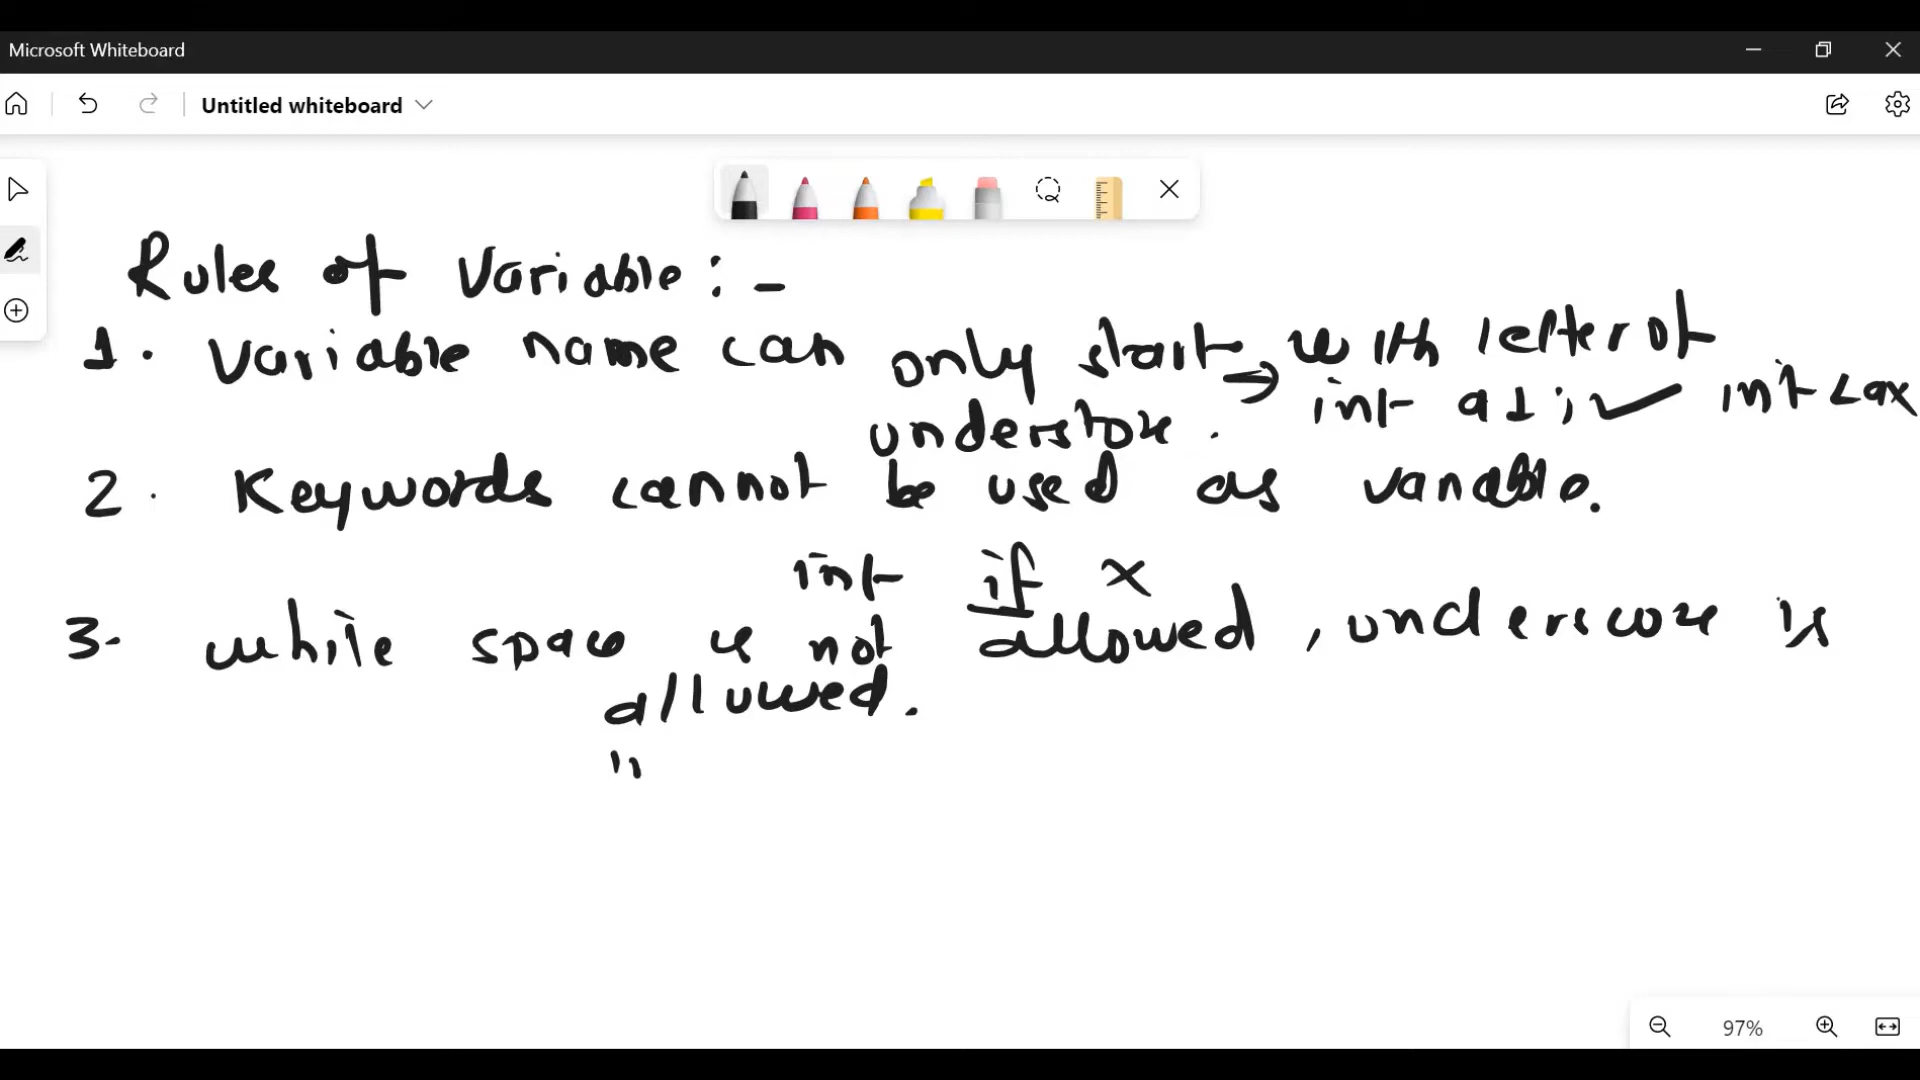 Microsoft Whiteboard
Untitled whiteboard
Rules of Variable : -
1. Variable name can only start with letter of
→ int a1; ✓ int <ax
underscore.
2. Keywords cannot be used as variable.
int if x
3- white space is not allowed, underscore is
allowed.
97%